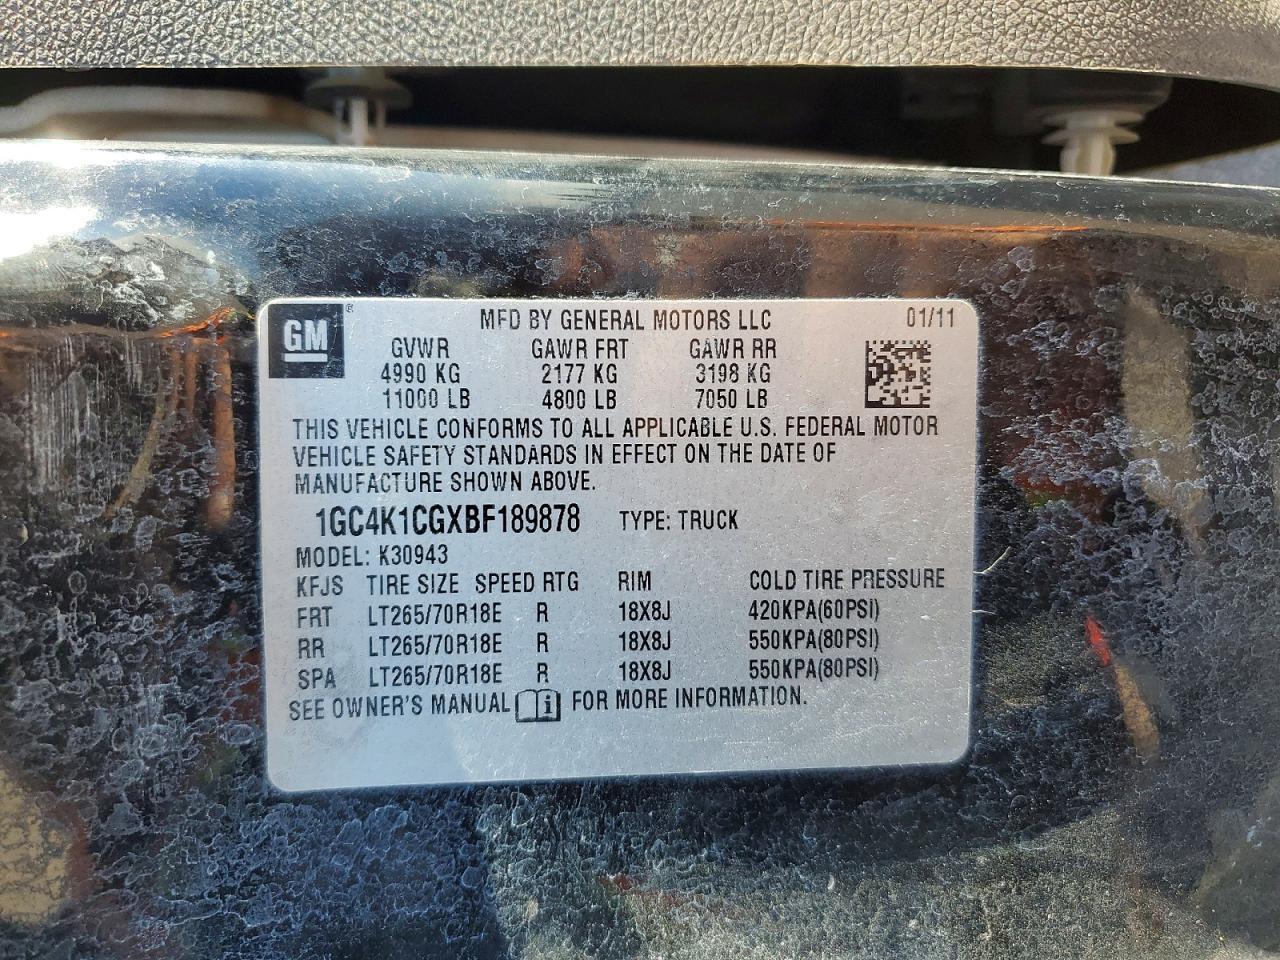 GM ® MFD BY GENERAL MOTORS LLC 01/11
GVWR GAWR FRT GAWR RR
4990 KG 2177 KG 3198 KG
11000 LB 4800 LB 7050 LB
THIS VEHICLE CONFORMS TO ALL APPLICABLE U.S. FEDERAL MOTOR
VEHICLE SAFETY STANDARDS IN EFFECT ON THE DATE OF
MANUFACTURE SHOWN ABOVE.
1GC4K1CGXBF189878 TYPE: TRUCK
MODEL: K30943
KFJS TIRE SIZE SPEED RTG RIM COLD TIRE PRESSURE
FRT LT265/70R18E R 18X8J 420KPA(60PSI)
RR LT265/70R18E R 18X8J 550KPA(80PSI)
SPA LT265/70R18E R 18X8J 550KPA(80PSI)
SEE OWNER'S MANUAL i FOR MORE INFORMATION.